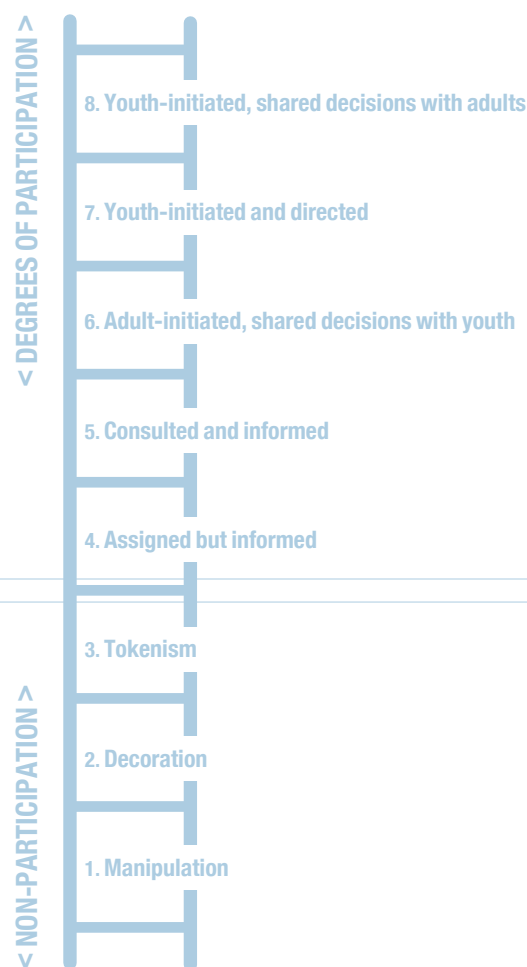 < DEGREES OF PARTICIPATION >
8. Youth-initiated, shared decisions with adults
7. Youth-initiated and directed
6. Adult-initiated, shared decisions with youth
5. Consulted and informed
4. Assigned but informed
< NON-PARTICIPATION >
3. Tokenism
2. Decoration
1. Manipulation